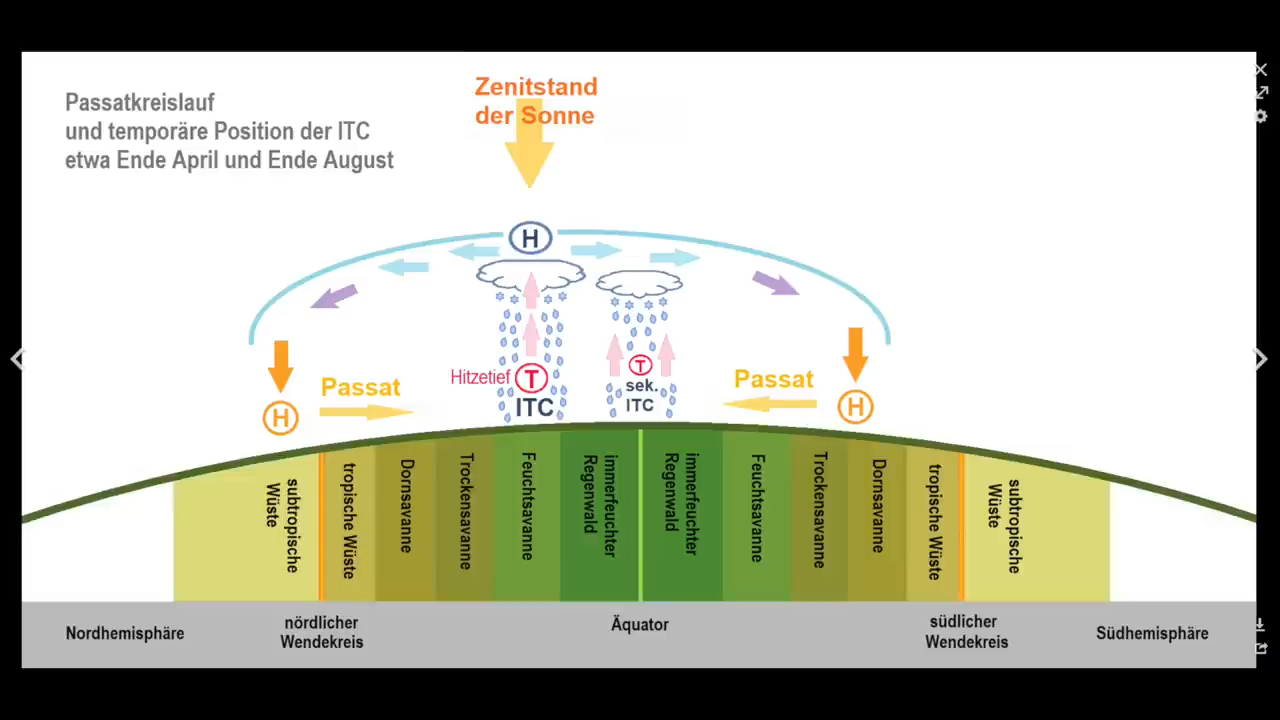 Zenitstand
der Sonne
Passatkreislauf
und temporäre Position der ITC
etwa Ende April und Ende August
H
Hitzetief
T
ITC
T
sek.
ITC
Passat
H
Passat
H
subtropische
Wüste
tropische Wüste
Dornsavanne
Trockensavanne
Feuchtsavanne
immerfeuchter
Regenwald
immerfeuchter
Regenwald
Feuchtsavanne
Trockensavanne
Dornsavanne
tropische Wüste
subtropische
Wüste
Nordhemisphäre
nördlicher
Wendekreis
Äquator
südlicher
Wendekreis
Südhemisphäre